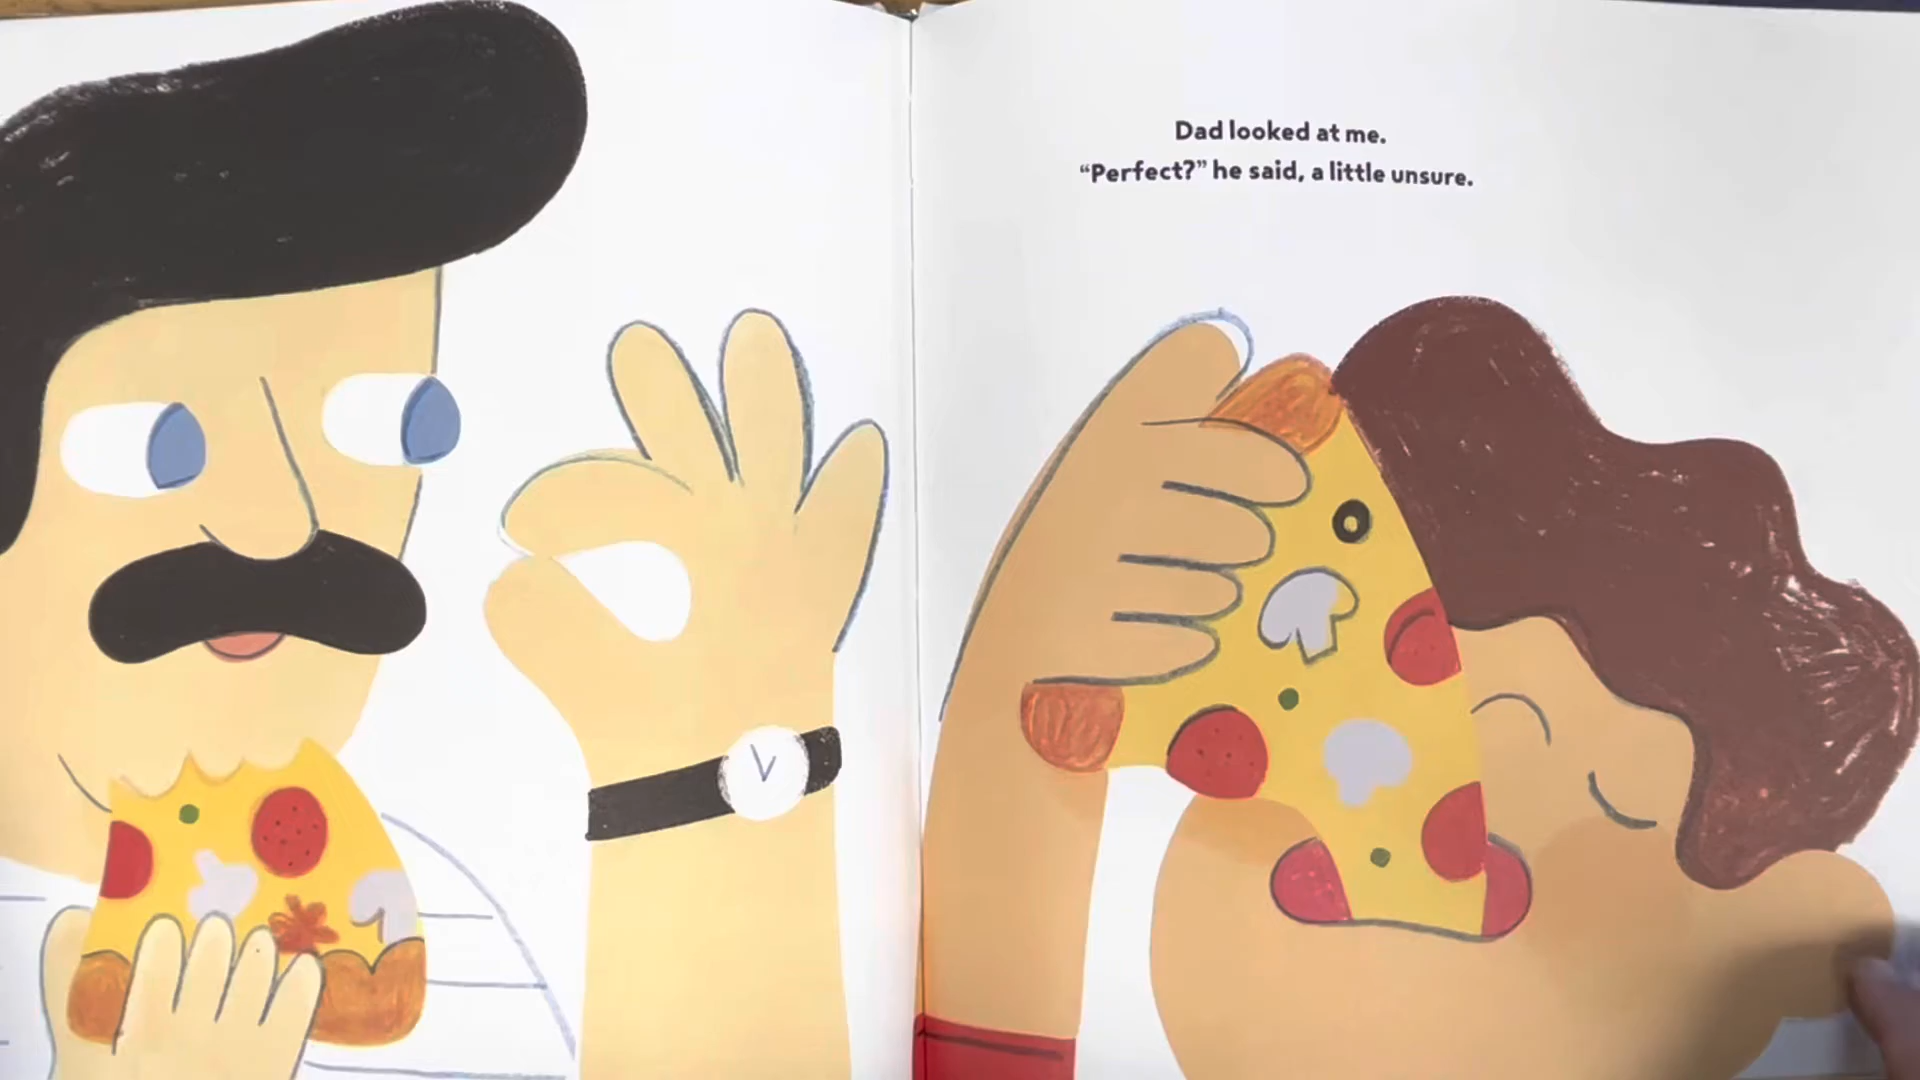 Dad looked at me.
“Perfect?” he said, a little unsure.